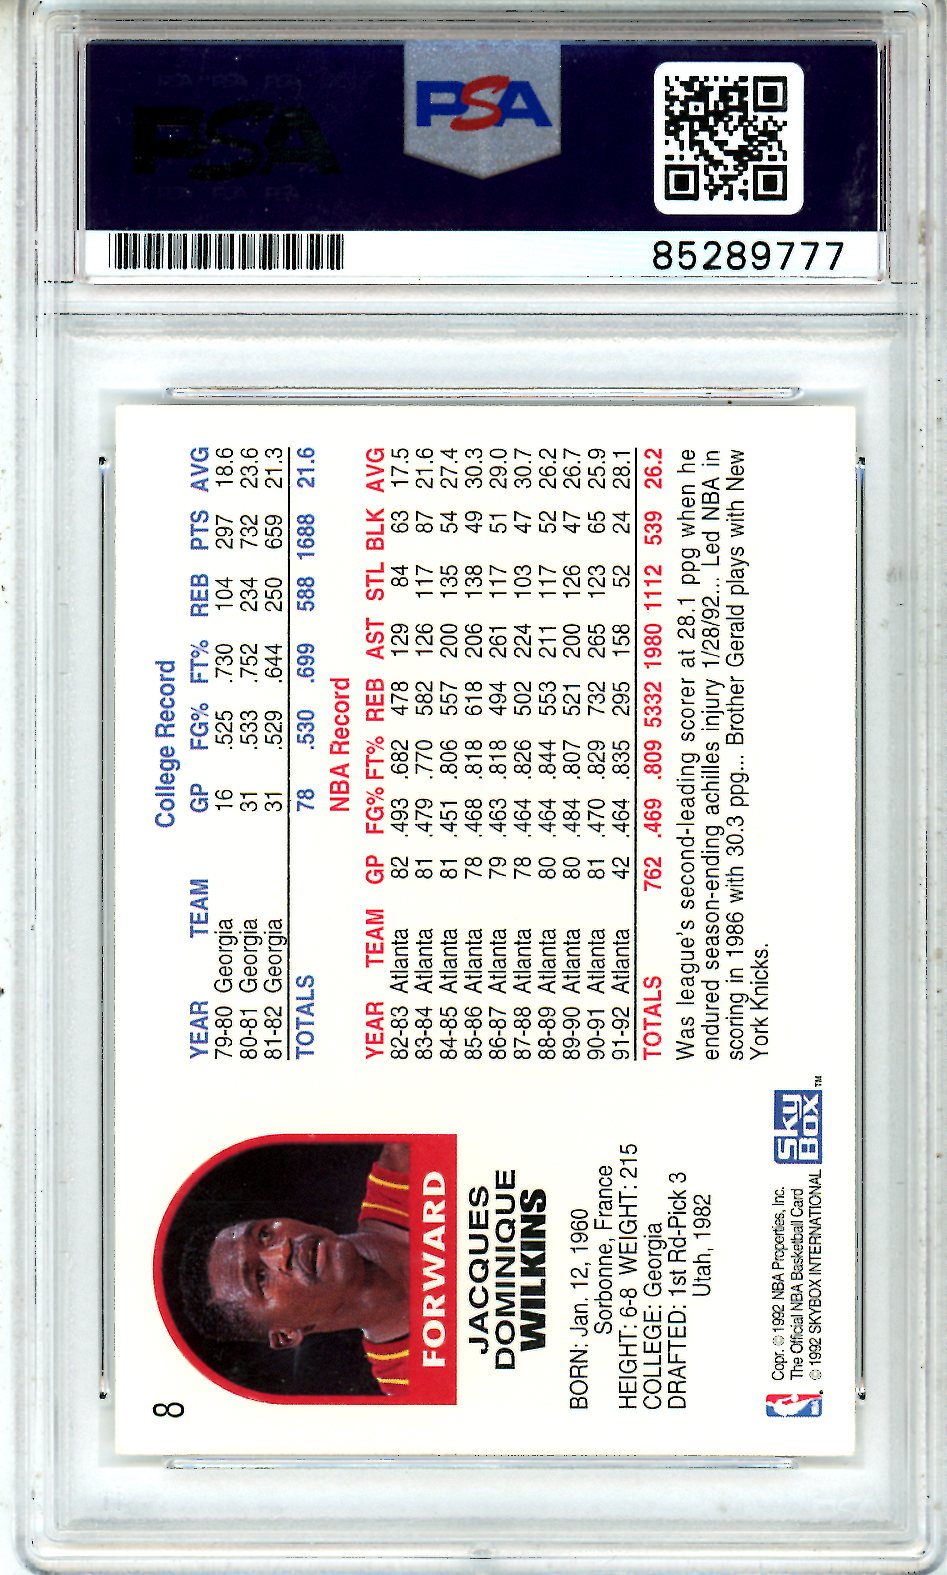 PSA
PSA
85289777
8
FORWARD
JACQUES
DOMINIQUE
WILKINS
BORN: Jan. 12, 1960
Sorbonne, France
HEIGHT: 6-8 WEIGHT: 215
COLLEGE: Georgia
DRAFTED: 1st Rd-Pick 3
Utah, 1982
Copr. © 1992 NBA Properties, Inc.
The Official NBA Basketball Card
© 1992 SKYBOX INTERNATIONAL
SkyBox™
College Record
YEAR TEAM GP FG% FT% REB PTS AVG
79-80 Georgia 16 .525 .730 104 297 18.6
80-81 Georgia 31 .533 .752 234 732 23.6
81-82 Georgia 31 .529 .644 250 659 21.3
TOTALS 78 .530 .699 588 1688 21.6
NBA Record
YEAR TEAM GP FG% FT% REB AST STL BLK AVG
82-83 Atlanta 82 .493 .682 478 129 84 63 17.5
83-84 Atlanta 81 .479 .770 582 126 117 87 21.6
84-85 Atlanta 81 .451 .806 557 200 135 54 27.4
85-86 Atlanta 78 .468 .818 618 206 138 49 30.3
86-87 Atlanta 79 .463 .818 494 261 117 51 29.0
87-88 Atlanta 78 .464 .826 502 224 103 47 30.7
88-89 Atlanta 80 .464 .844 553 211 117 52 26.2
89-90 Atlanta 80 .484 .807 521 200 126 47 26.7
90-91 Atlanta 81 .470 .829 732 265 123 65 25.9
91-92 Atlanta 42 .464 .835 295 158 52 24 28.1
TOTALS 762 .469 .809 5332 1980 1112 539 26.2
Was league's second-leading scorer at 28.1 ppg when he
endured season-ending achilles injury 1/28/92... Led NBA in
scoring in 1986 with 30.3 ppg... Brother Gerald plays with New
York Knicks.